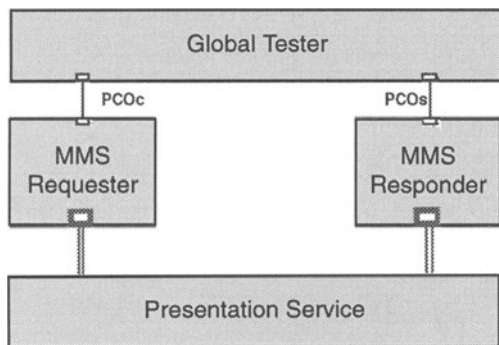 Global Tester
PCOc
PCOs
MMS
Requester
MMS
Responder
Presentation Service